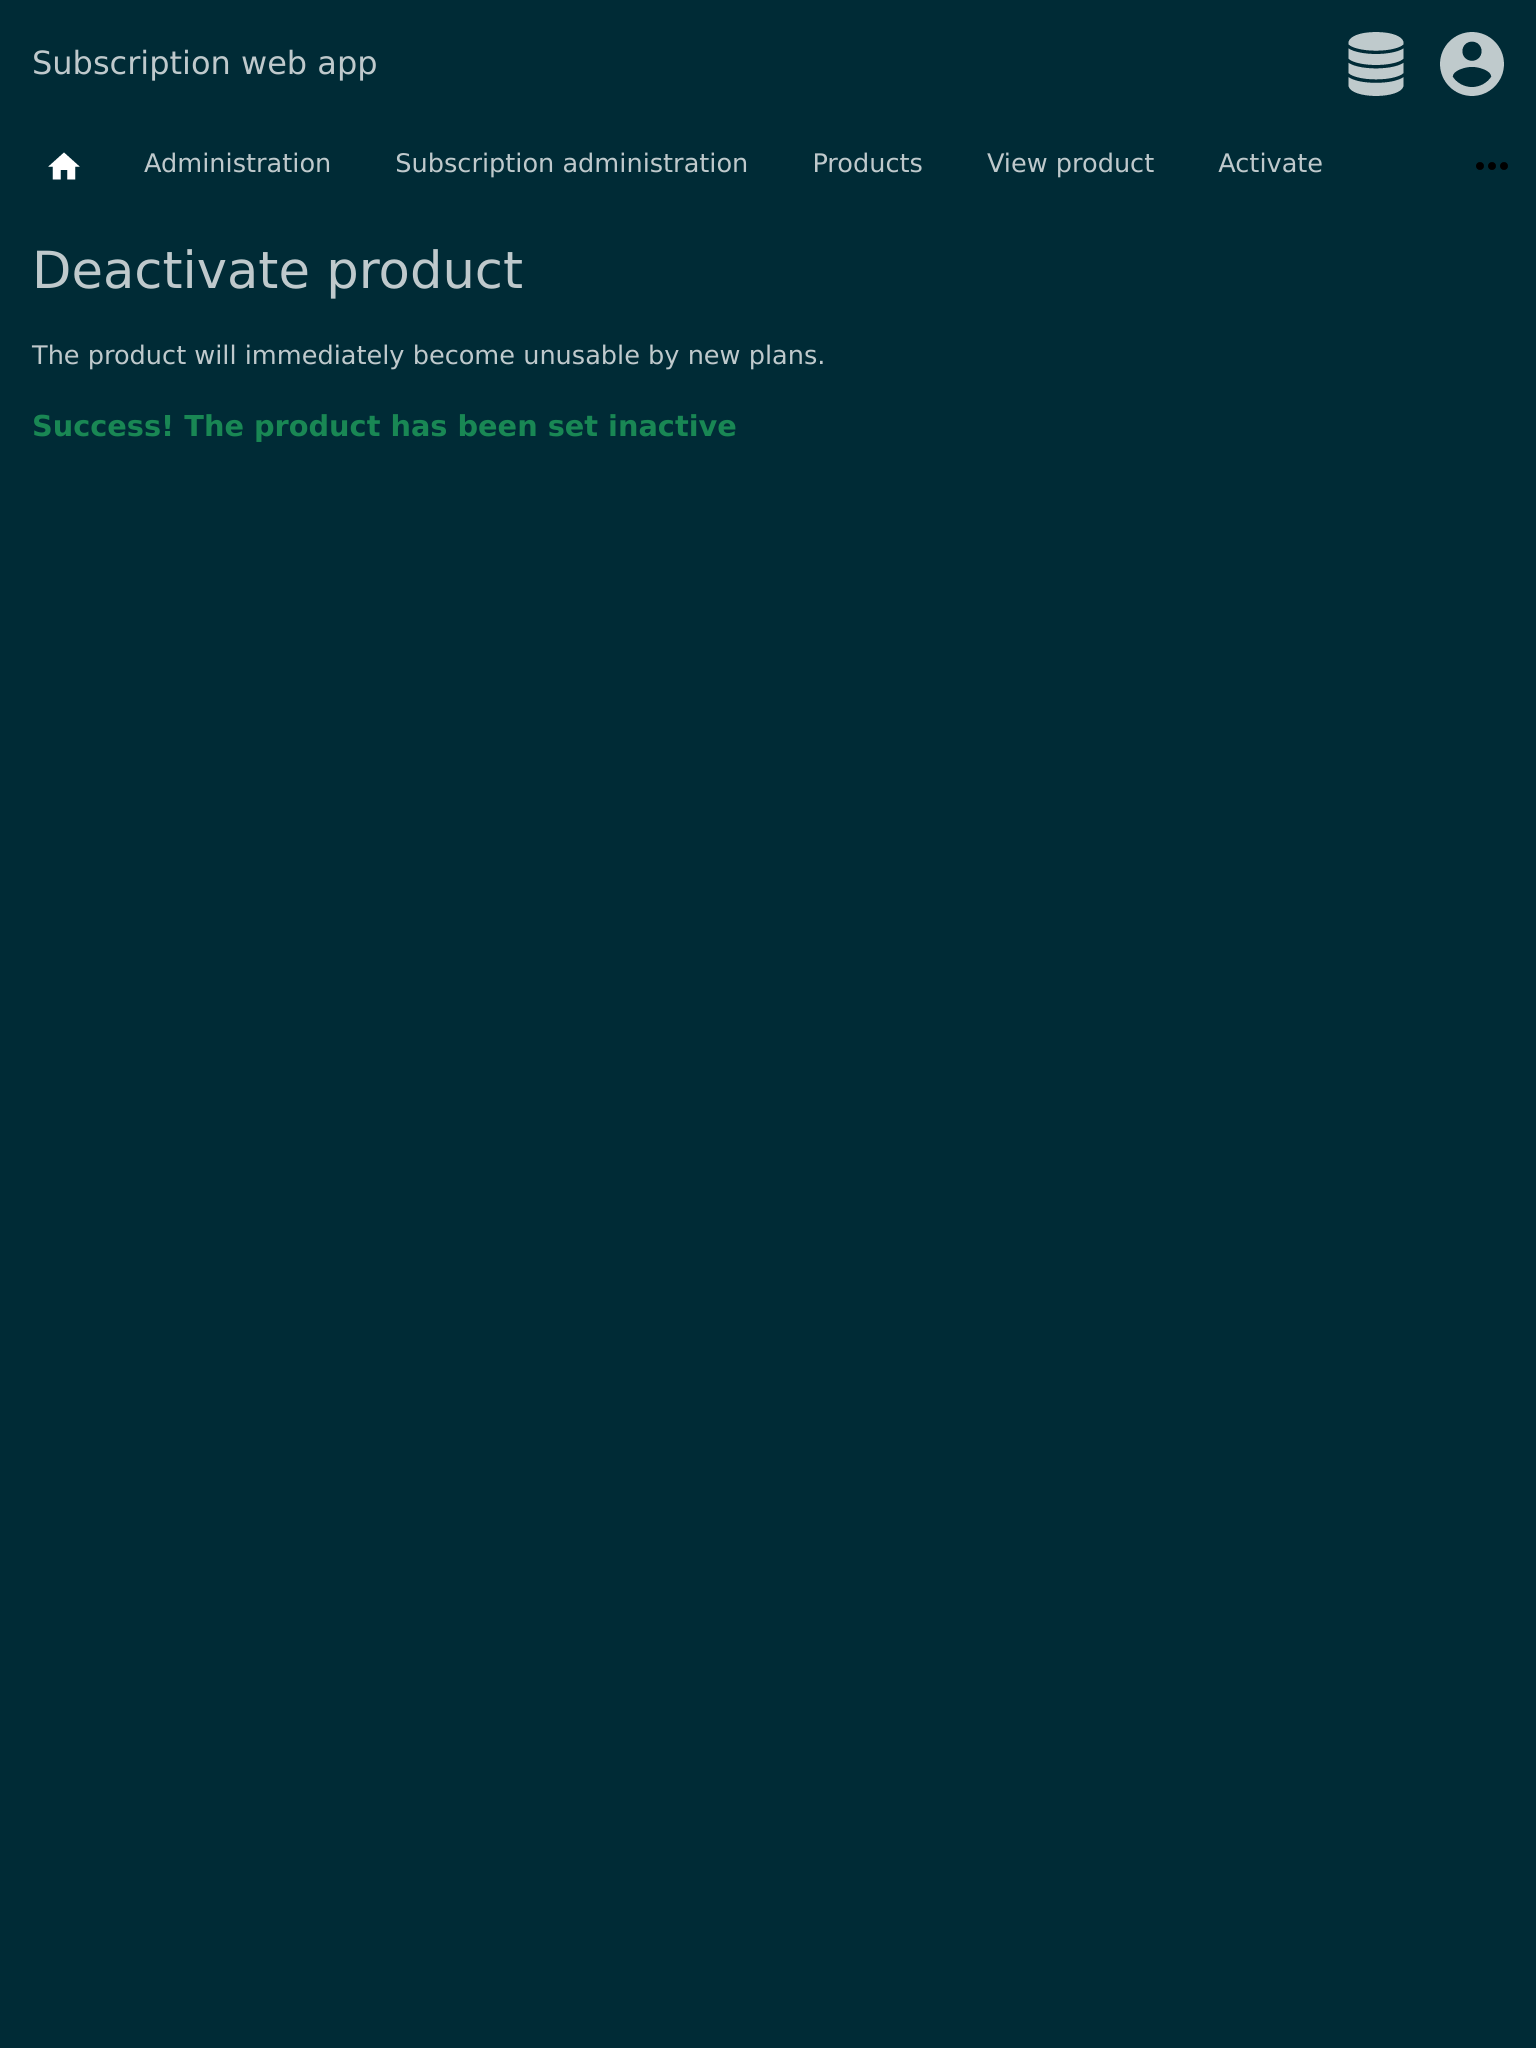 Subscription web app
Administration Subscription administration Products View product Activate
Deactivate product
The product will immediately become unusable by new plans.
Success! The product has been set inactive